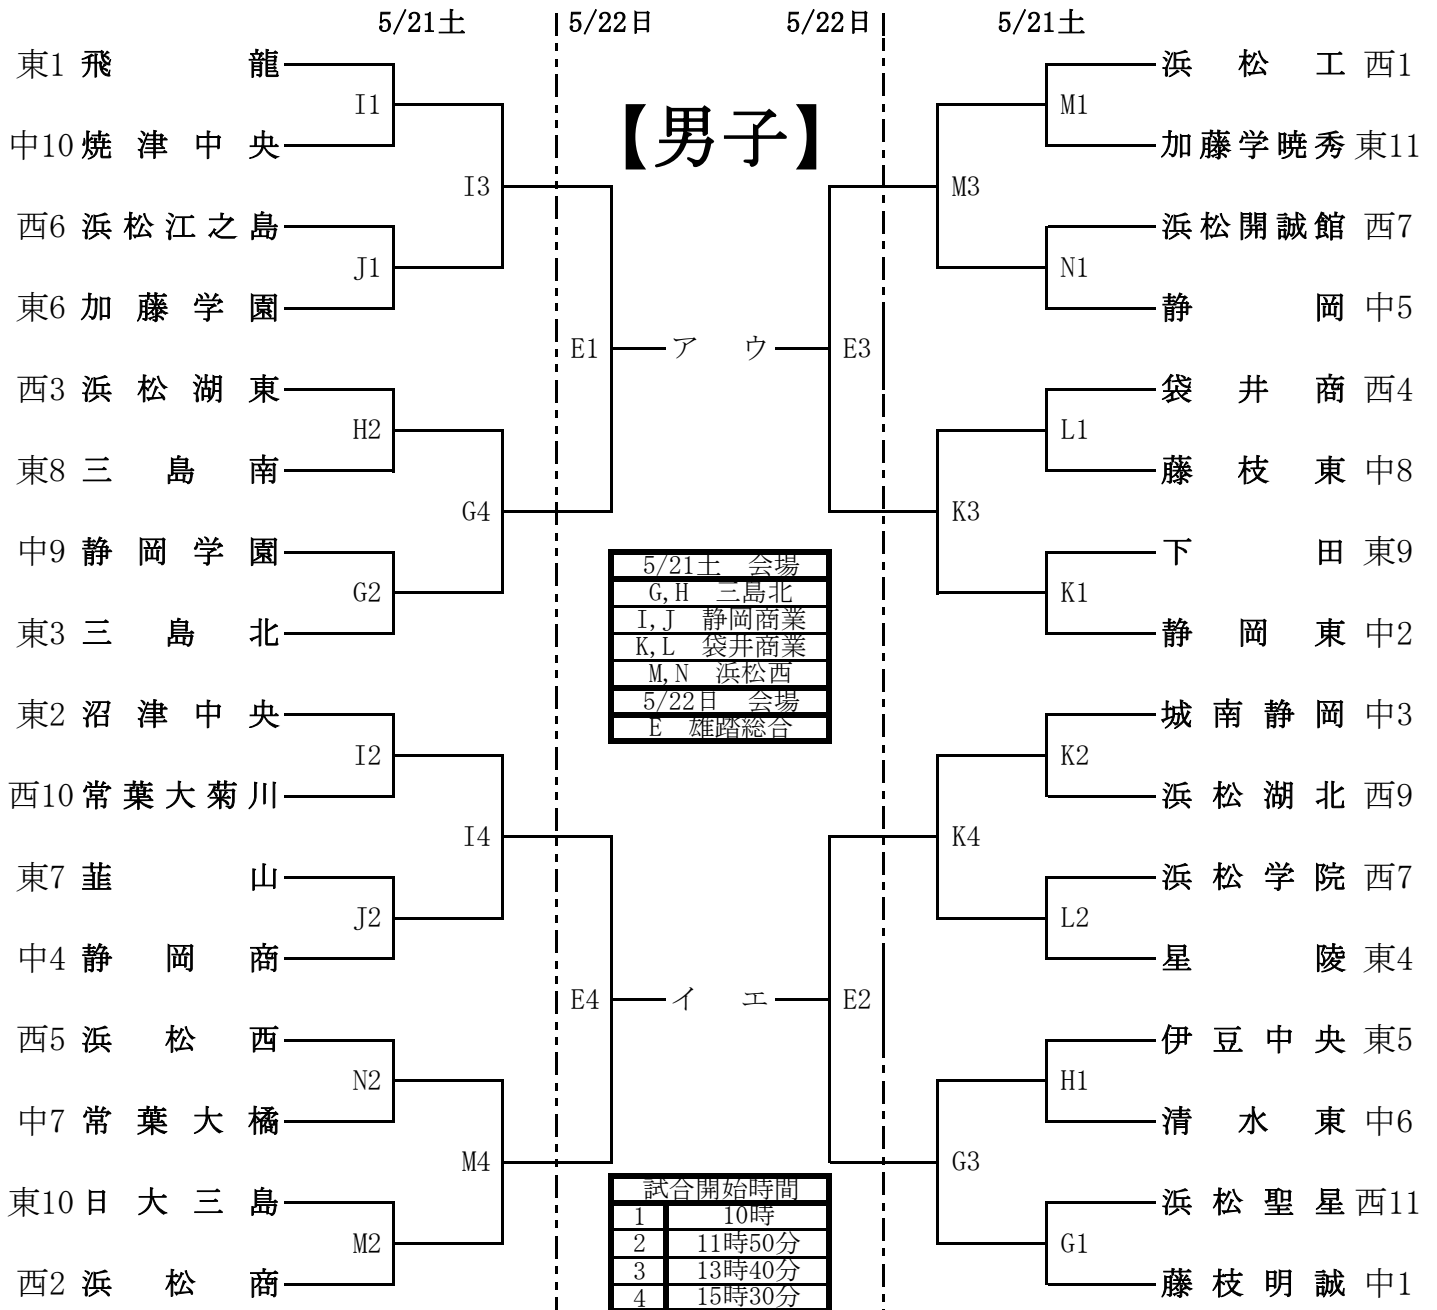 5/21土 5/22日 5/22日 5/21土
【男子】
東1 飛龍
I1
中10 焼津中央
I3
西6 浜松江之島
J1
東6 加藤学園
E1 ア
西3 浜松湖東
H2
東8 三島南
G4
中9 静岡学園
G2
東3 三島北
東2 沼津中央
I2
西10 常葉大菊川
I4
東7 韮山
J2
中4 静岡商
E4 イ
西5 浜松西
N2
中7 常葉大橘
M4
東10 日大三島
M2
西2 浜松商
浜松工 西1
M1
加藤学暁秀 東11
M3
浜松開誠館 西7
N1
静岡 中5
ウ E3
袋井商 西4
L1
藤枝東 中8
K3
下田 東9
K1
静岡東 中2
城南静岡 中3
K2
浜松湖北 西9
K4
浜松学院 西7
L2
星陵 東4
エ E2
伊豆中央 東5
H1
清水東 中6
G3
浜松聖星 西11
G1
藤枝明誠 中1
5/21土 会場
G,H 三島北
I,J 静岡商業
K,L 袋井商業
M,N 浜松西
5/22日 会場
E 雄踏総合
試合開始時間
1 10時
2 11時50分
3 13時40分
4 15時30分